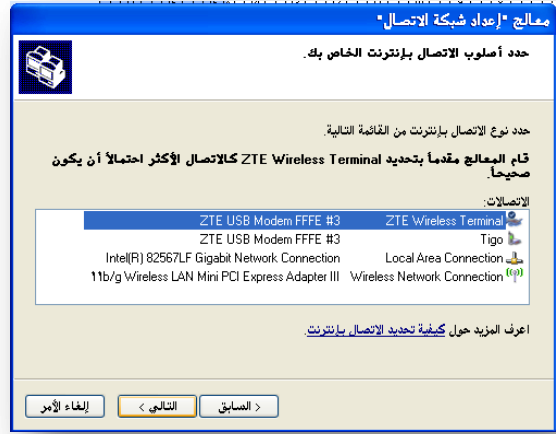 معالج "إعداد شبكة الاتصال"
حدد أصلوب الاتصال بإنترنت الخاص بك.
حدد نوع الاتصال بإنترنت من القائمة التالية.
قام المعالج مقدماً بتحديد ZTE Wireless Terminal كالاتصال الأكثر احتمالاً أن يكون
صحيحاً.
الاتصالات:
ZTE Wireless Terminal ZTE USB Modem FFFE #3
Tigo ZTE USB Modem FFFE #3
Local Area Connection Intel(R) 82567LF Gigabit Network Connection
Wireless Network Connection ١١b/g Wireless LAN Mini PCI Express Adapter III
اعرف المزيد حول كيفية تحديد الاتصال بإنترنت.
< السابق التالي > إلغاء الأمر